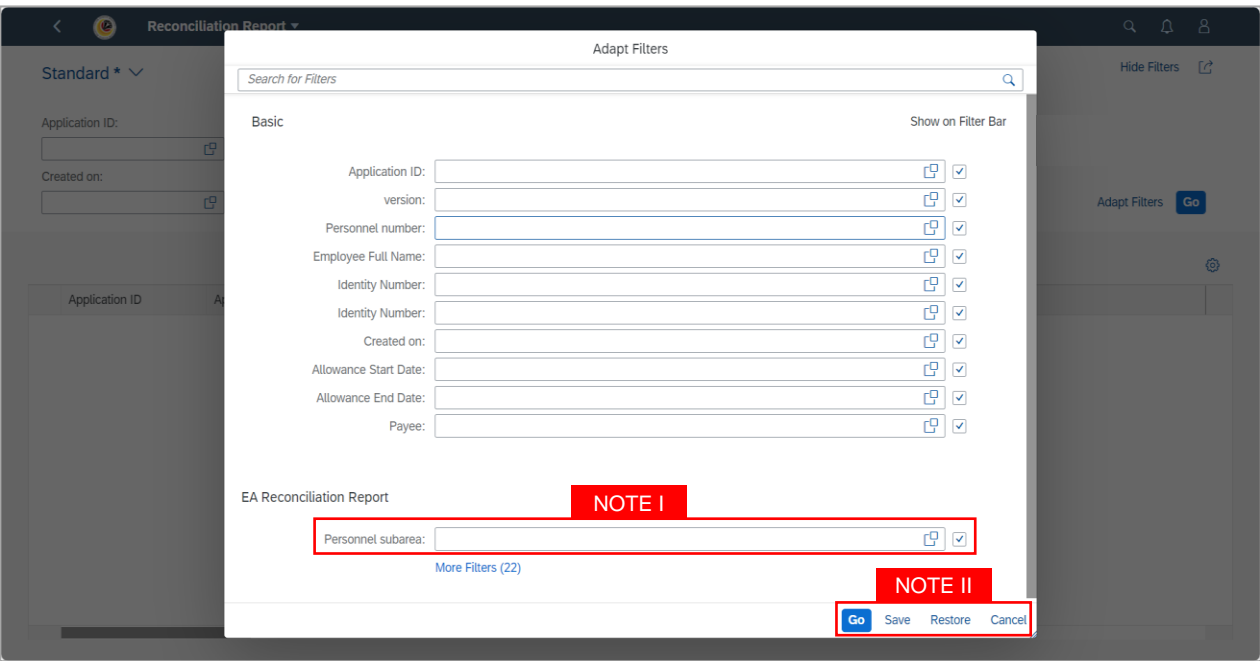 Reconciliation Report
Adapt Filters
Standard *
Hide Filters
Search for Filters
Basic
Show on Filter Bar
Application ID:
Created on:
Adapt Filters
Go
Application ID
Application ID:
version:
Personnel number:
Employee Full Name:
Identity Number:
Identity Number:
Created on:
Allowance Start Date:
Allowance End Date:
Payee:
EA Reconciliation Report
NOTE I
Personnel subarea:
More Filters (22)
NOTE II
Go
Save
Restore
Cancel